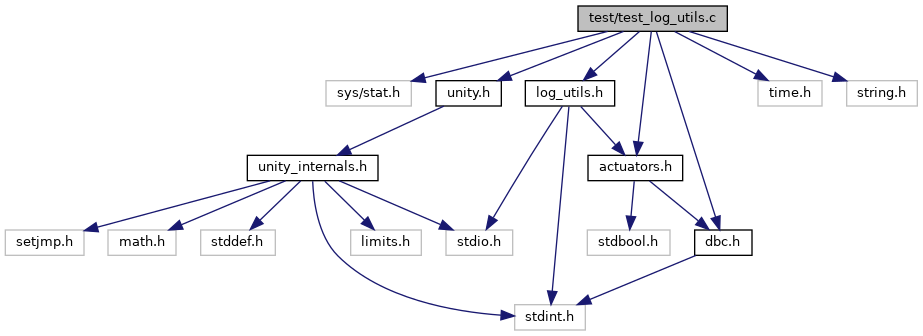 test/test_log_utils.c
sys/stat.h
unity.h
log_utils.h
time.h
string.h
unity_internals.h
actuators.h
setjmp.h
math.h
stddef.h
limits.h
stdio.h
stdbool.h
dbc.h
stdint.h